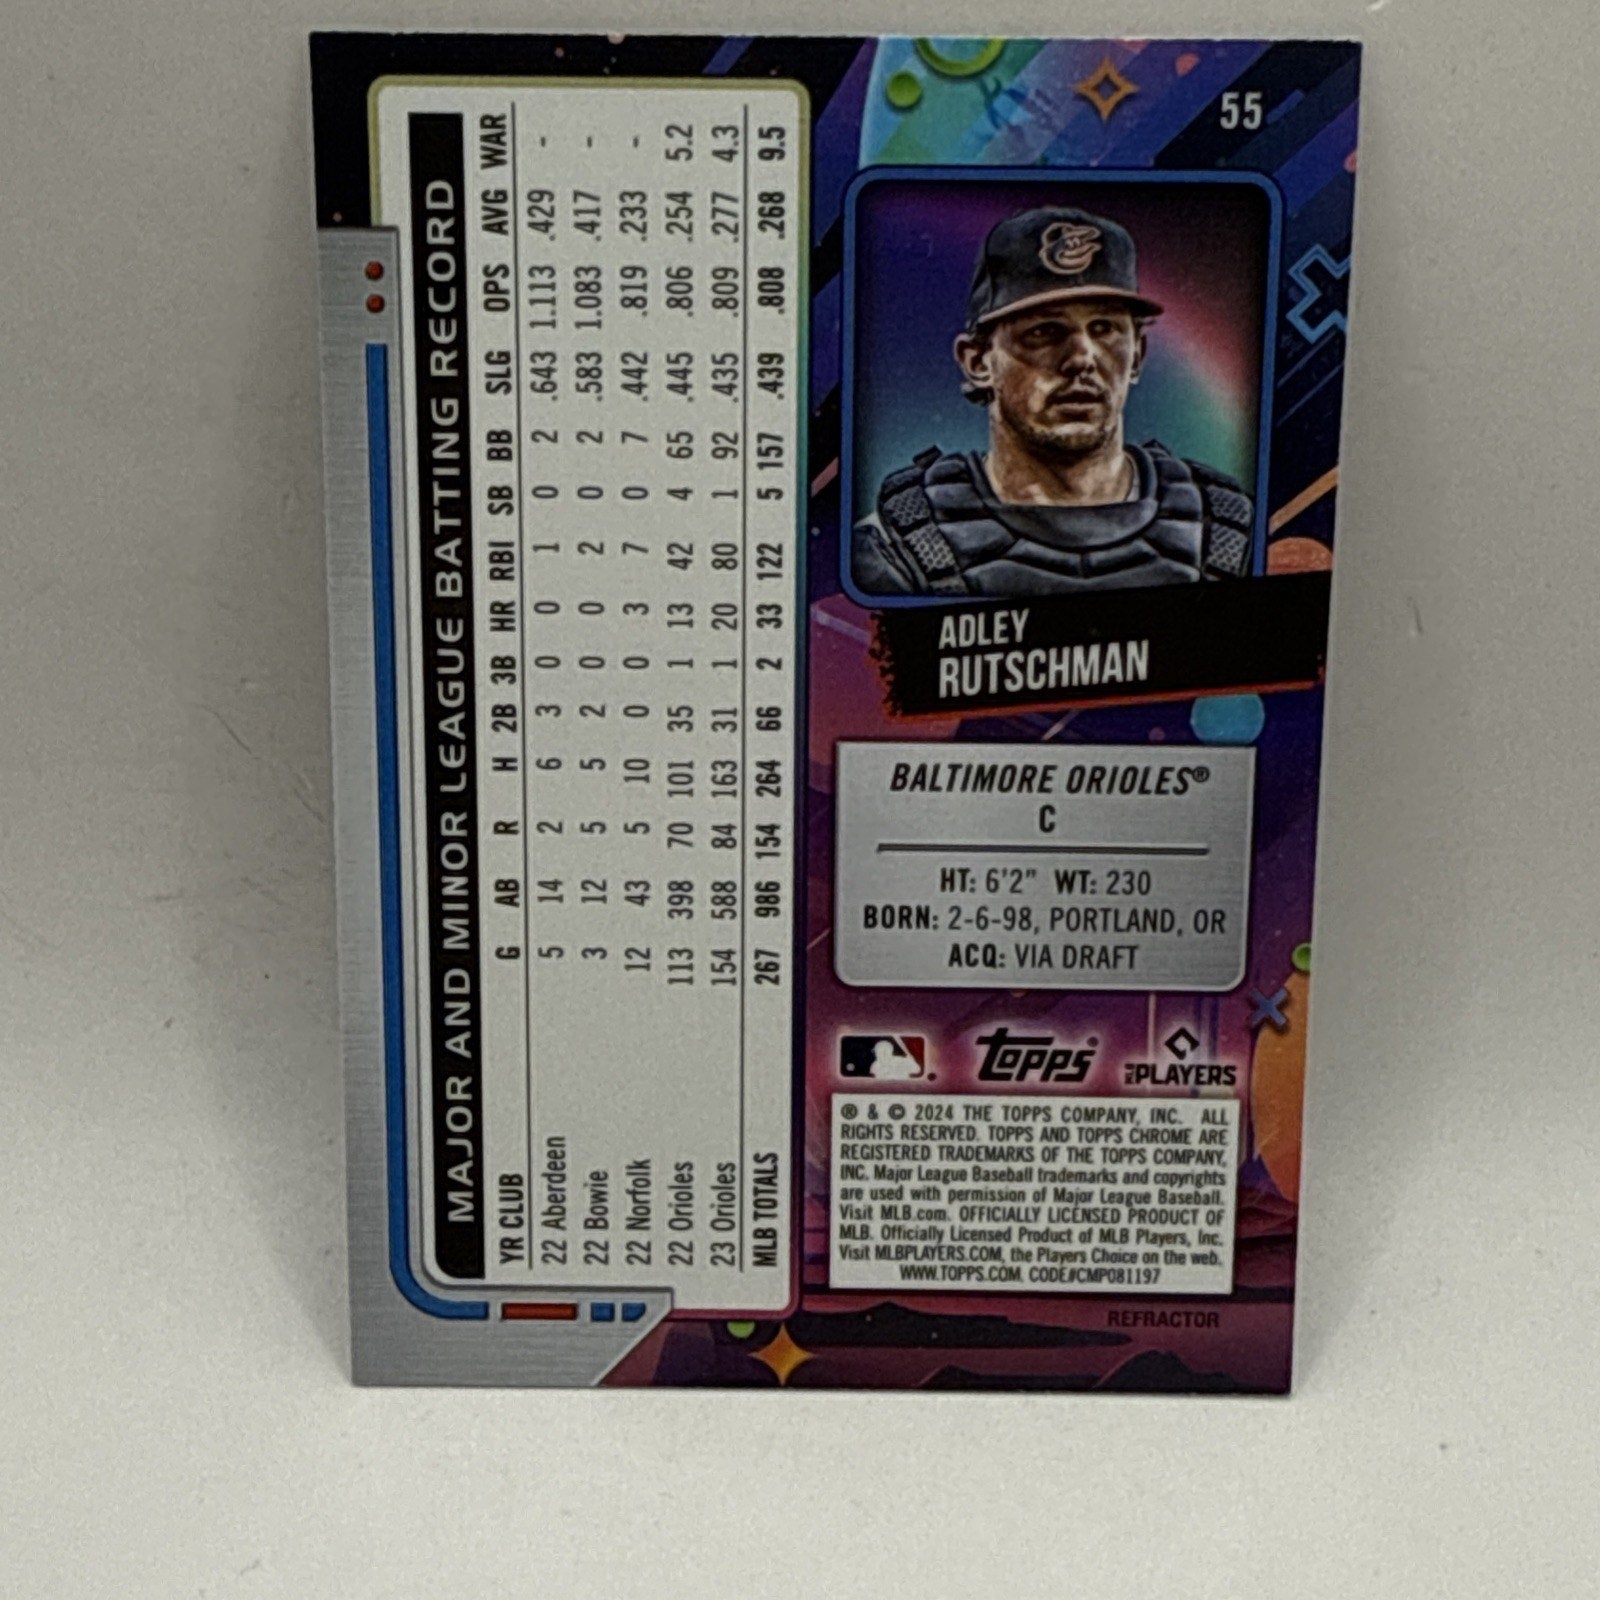 MAJOR AND MINOR LEAGUE BATTING RECORD
YR CLUB G AB R H 2B 3B HR RBI SB BB SLG OPS AVG WAR
22 Aberdeen 5 14 2 6 3 0 0 1 0 2 .643 1.113 .429 -
22 Bowie 3 12 5 5 2 0 0 2 0 2 .583 1.083 .417 -
22 Norfolk 12 43 5 10 0 0 3 7 0 7 .442 .819 .233 -
22 Orioles 113 398 70 101 35 1 13 42 4 65 .445 .806 .254 5.2
23 Orioles 154 588 84 163 31 1 20 80 1 92 .435 .809 .277 4.3
MLB TOTALS 267 986 154 264 66 2 33 122 5 157 .439 .808 .268 9.5
55
ADLEY
RUTSCHMAN
BALTIMORE ORIOLES®
C
HT: 6'2" WT: 230
BORN: 2-6-98, PORTLAND, OR
ACQ: VIA DRAFT
Topps MLB PLAYERS
® & © 2024 THE TOPPS COMPANY, INC. ALL
RIGHTS RESERVED. TOPPS AND TOPPS CHROME ARE
REGISTERED TRADEMARKS OF THE TOPPS COMPANY,
INC. Major League Baseball trademarks and copyrights
are used with permission of Major League Baseball.
Visit MLB.com. OFFICIALLY LICENSED PRODUCT OF
MLB. Officially Licensed Product of MLB Players, Inc.
Visit MLBPLAYERS.COM, the Players Choice on the web.
WWW.TOPPS.COM. CODE#CMP081197
REFRACTOR